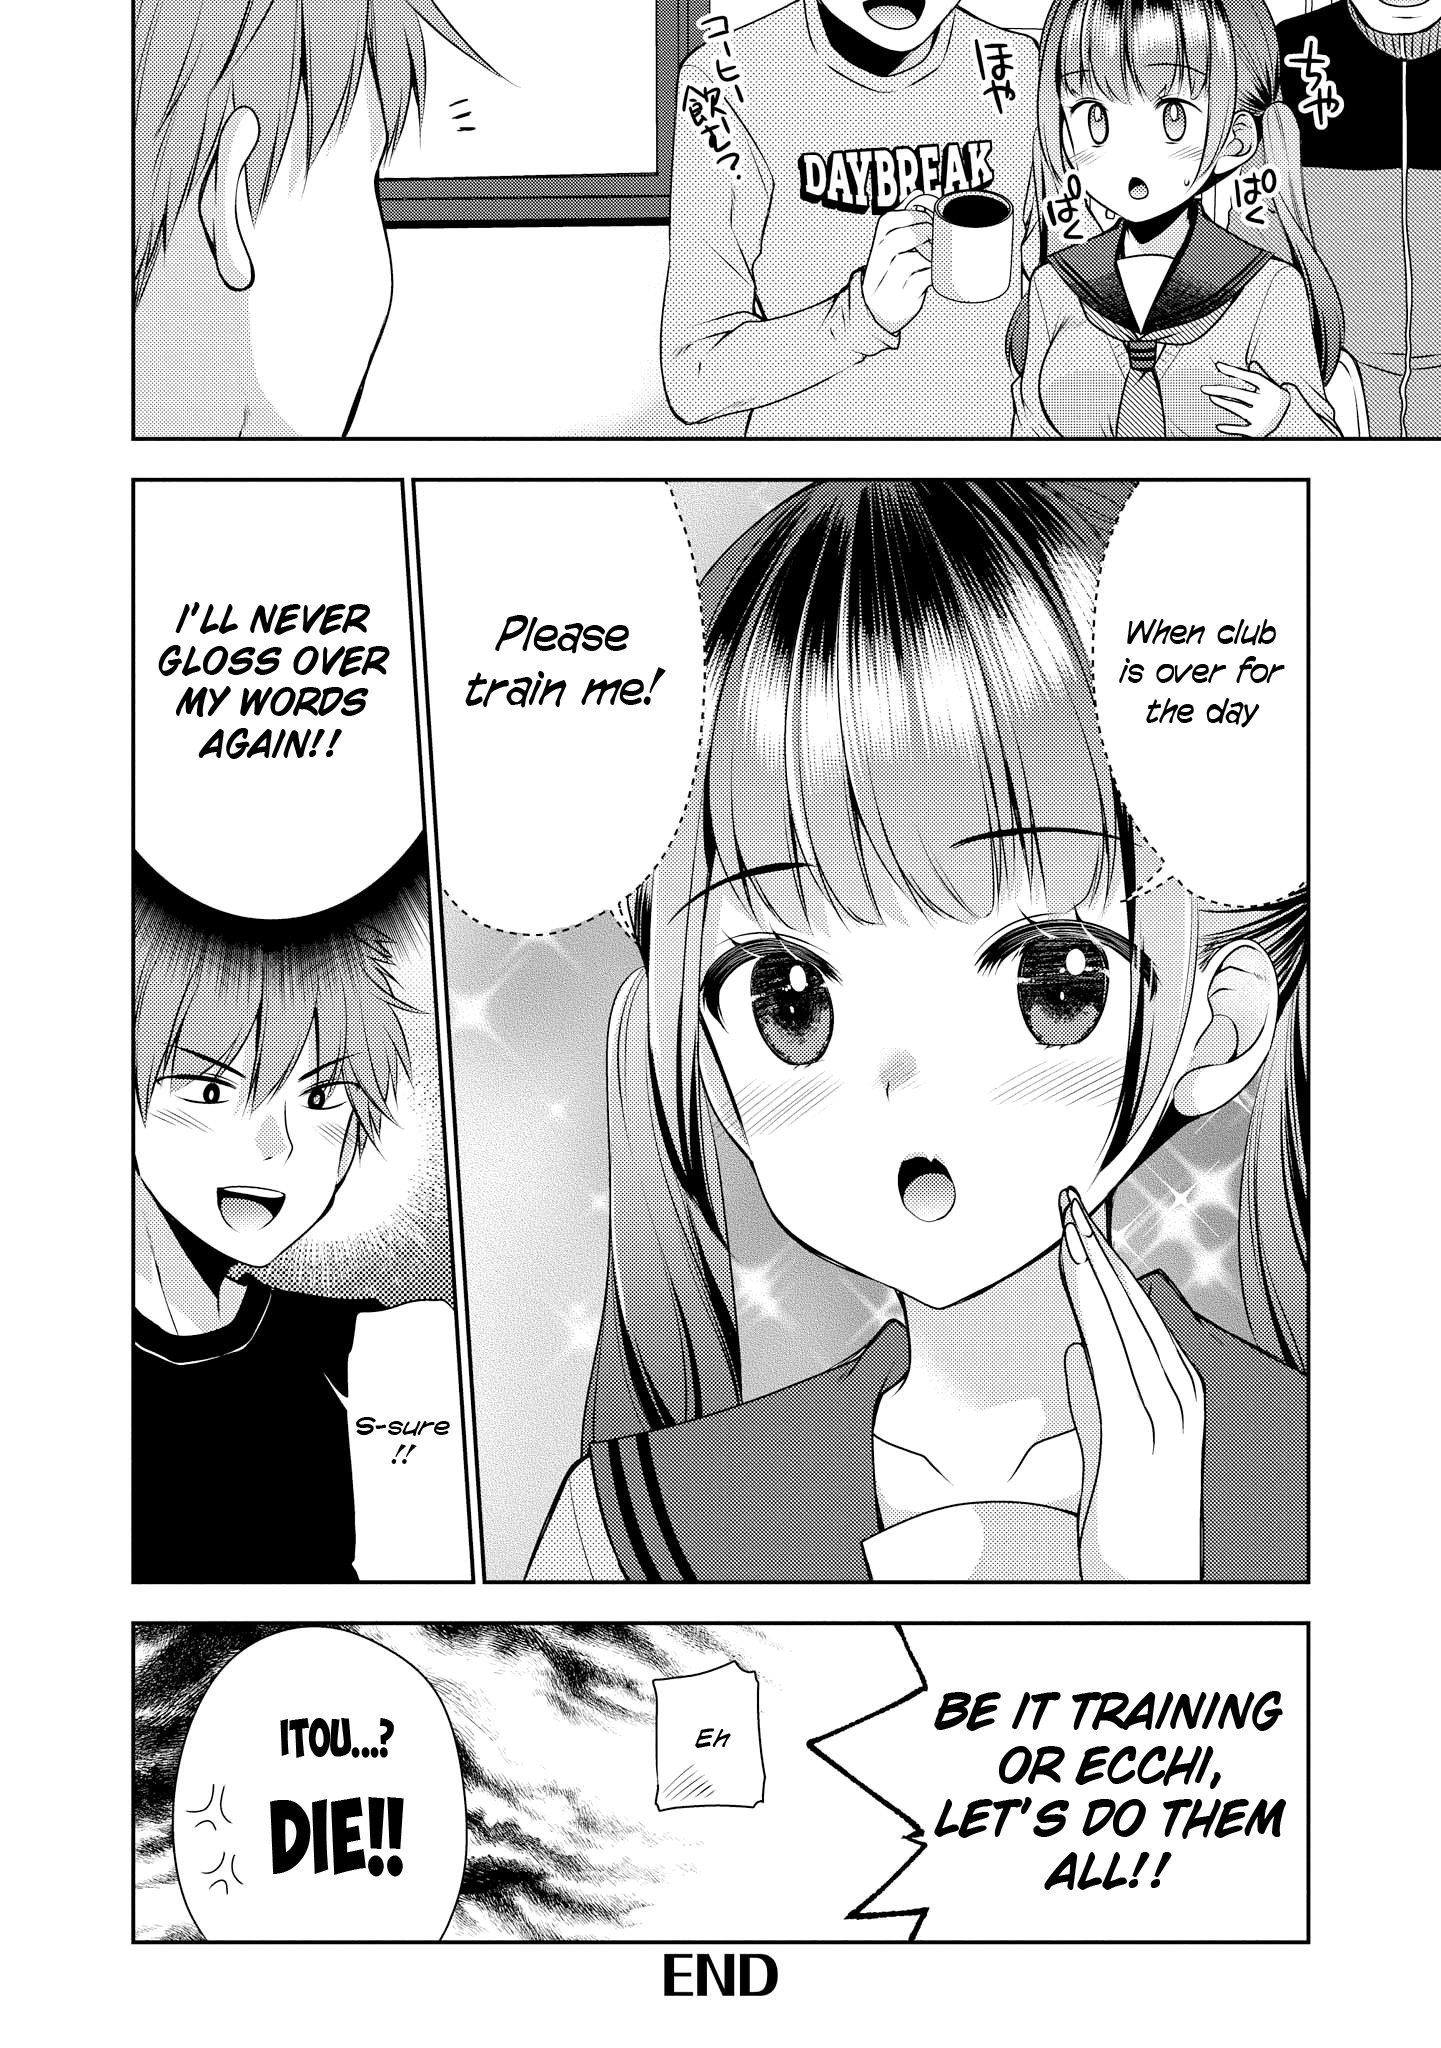 ちや
ほや
コーヒー
飲むー?
DAYBREAK
ぱく
ぱく
When club
is over for
the day
Please
train me!
I'LL NEVER
GLOSS OVER
MY WORDS
AGAIN!!
S-sure
!!
BE IT TRAINING
OR ECCHI,
LET'S DO THEM
ALL!!
Eh
ITOU...?
DIE!!
END